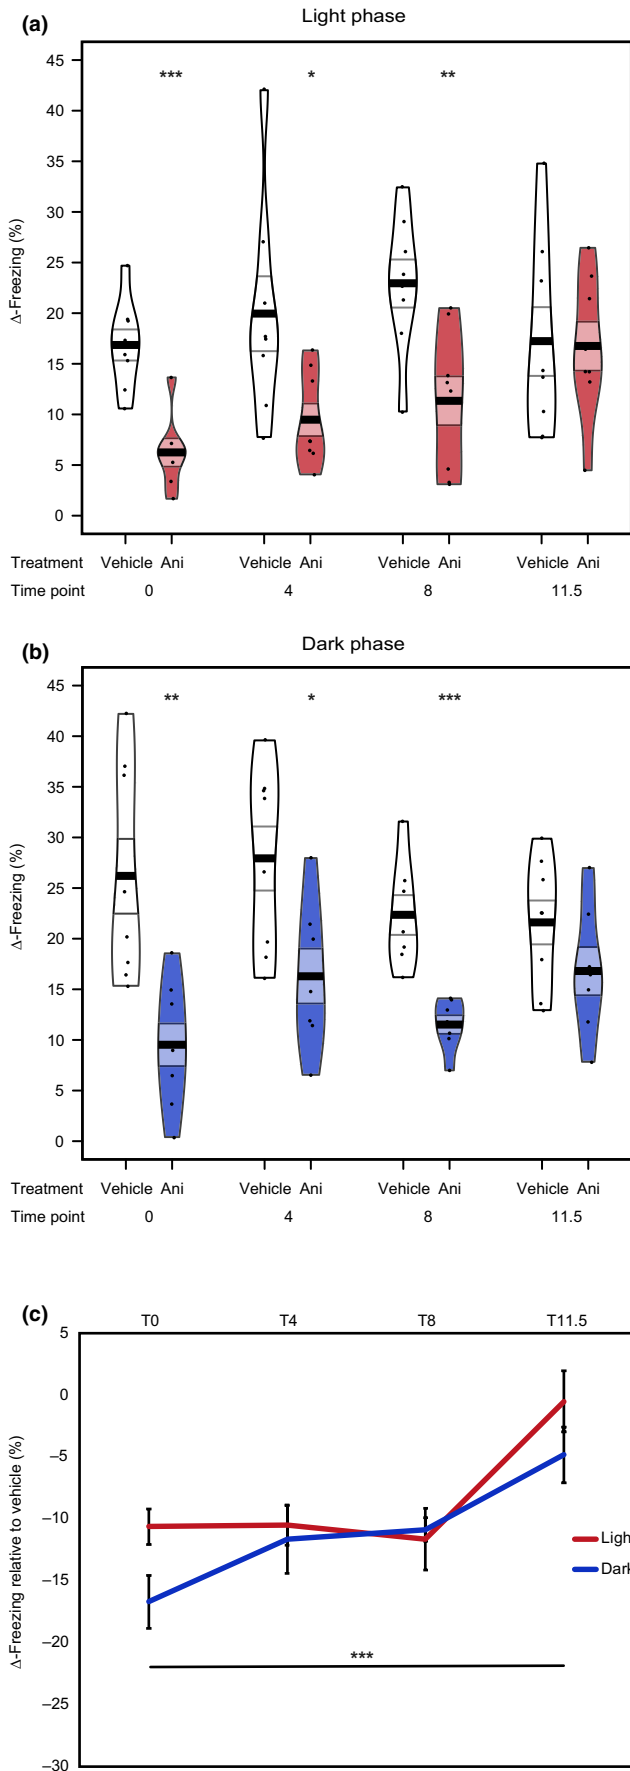 (a)
Light phase
*** * **
45
40
35
30
25
20
15
10
5
0
Δ-Freezing (%)
Treatment Vehicle Ani Vehicle Ani Vehicle Ani Vehicle Ani
Time point 0 4 8 11.5
(b)
Dark phase
** * ***
45
40
35
30
25
20
15
10
5
0
Δ-Freezing (%)
Treatment Vehicle Ani Vehicle Ani Vehicle Ani Vehicle Ani
Time point 0 4 8 11.5
(c)
T0 T4 T8 T11.5
5
0
–5
–10
–15
–20
–25
–30
Δ-Freezing relative to vehicle (%)
Ligh
Dark
***